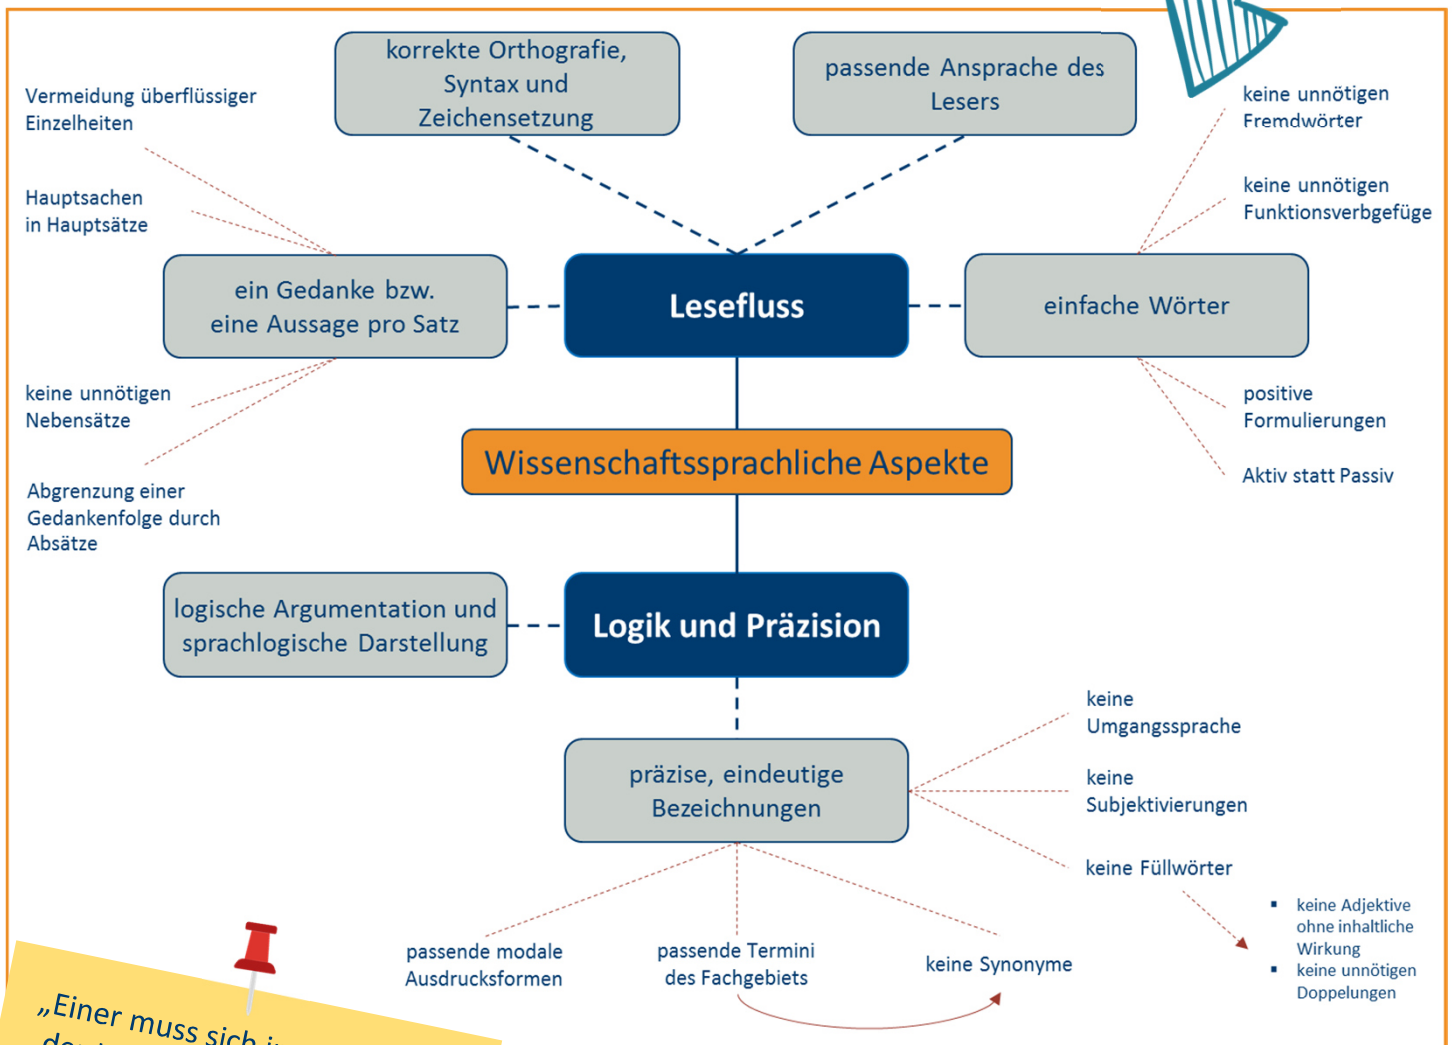 korrekte Orthografie,
Syntax und
Zeichensetzung
passende Ansprache des
Lesers
Vermeidung überflüssiger
Einzelheiten
Hauptsachen
in Hauptsätze
keine unnötigen
Fremdwörter
keine unnötigen
Funktionsverbgefüge
ein Gedanke bzw.
eine Aussage pro Satz
Lesefluss
einfache Wörter
keine unnötigen
Nebensätze
Abgrenzung einer
Gedankenfolge durch
Absätze
positive
Formulierungen
Aktiv statt Passiv
Wissenschaftssprachliche Aspekte
logische Argumentation und
sprachlogische Darstellung
Logik und Präzision
präzise, eindeutige
Bezeichnungen
keine
Umgangssprache
keine
Subjektivierungen
keine Füllwörter
▪ keine Adjektive
ohne inhaltliche
Wirkung
▪ keine unnötigen
Doppelungen
passende modale
Ausdrucksformen
passende Termini
des Fachgebiets
keine Synonyme
„Einer muss sich